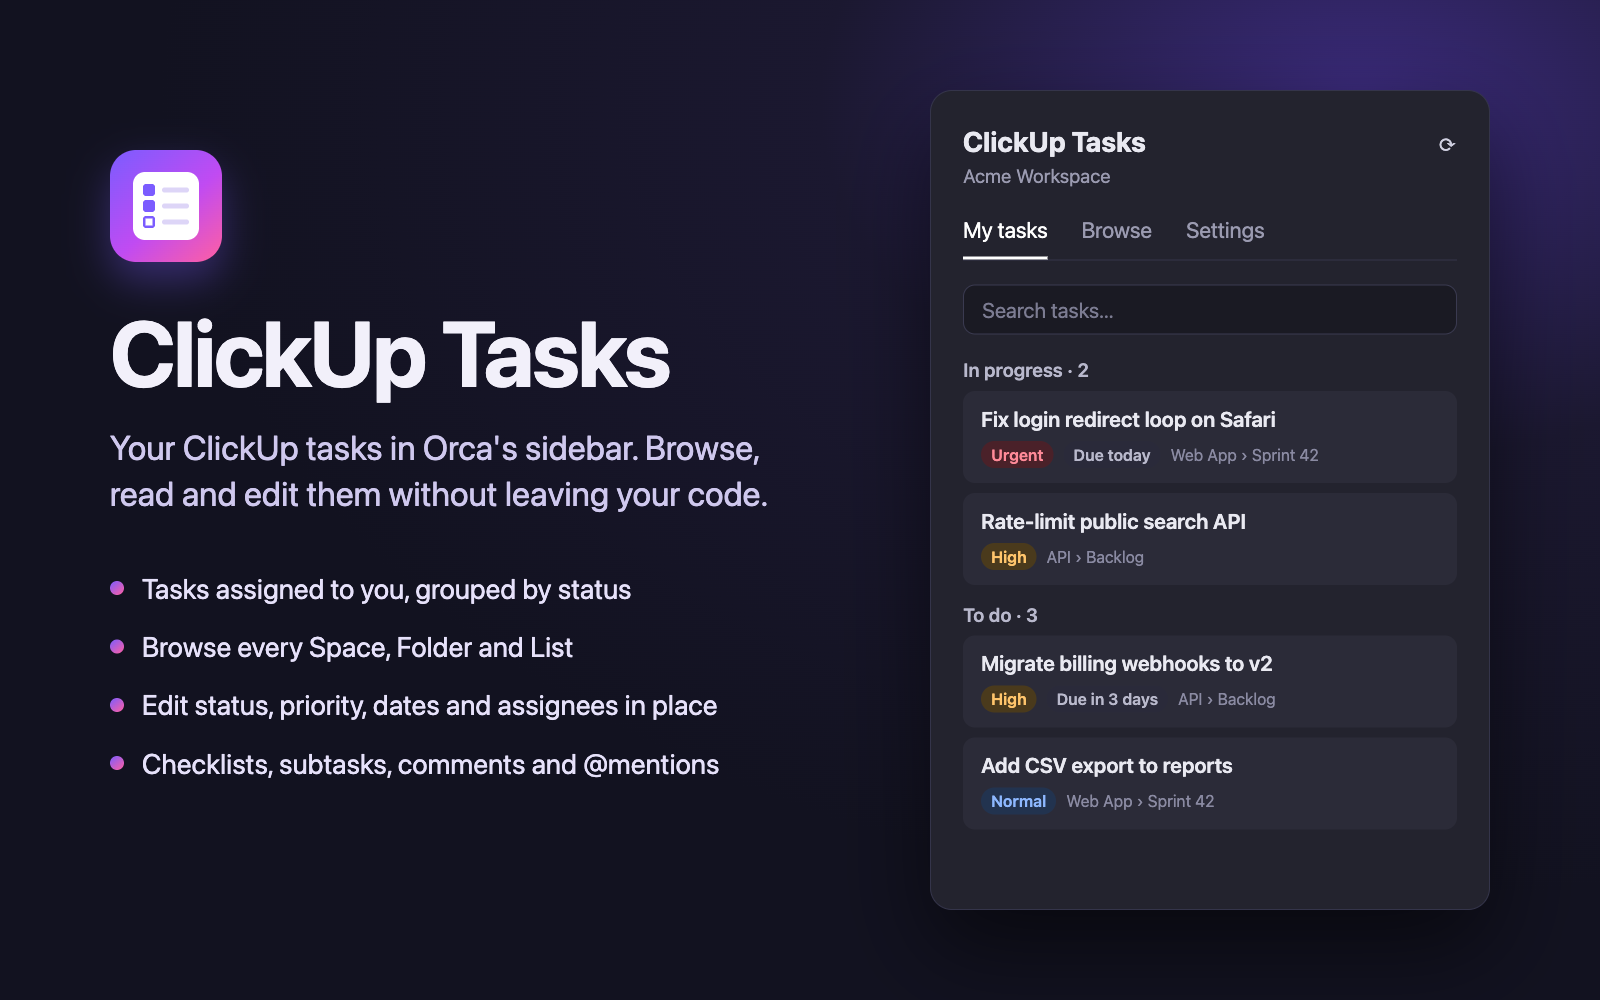 ClickUp Tasks
Your ClickUp tasks in Orca's sidebar. Browse,
read and edit them without leaving your code.
Tasks assigned to you, grouped by status
Browse every Space, Folder and List
Edit status, priority, dates and assignees in place
Checklists, subtasks, comments and @mentions
ClickUp Tasks
Acme Workspace
My tasks Browse Settings
Search tasks...
In progress · 2
Fix login redirect loop on Safari
Urgent Due today Web App › Sprint 42
Rate-limit public search API
High API › Backlog
To do · 3
Migrate billing webhooks to v2
High Due in 3 days API › Backlog
Add CSV export to reports
Normal Web App › Sprint 42